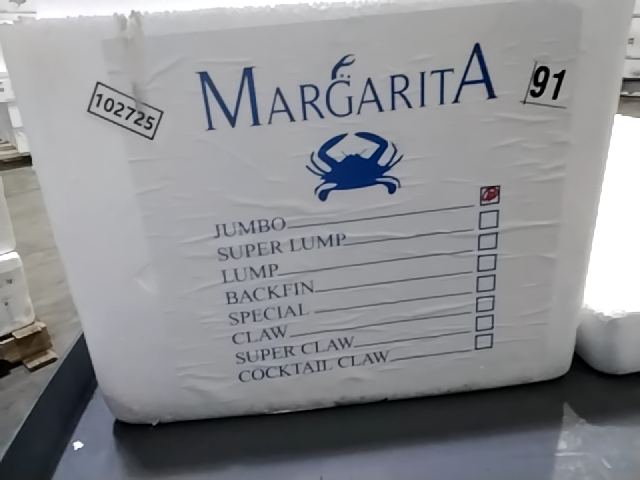 102725
MARGARITA
91
JUMBO
SUPER LUMP
LUMP
BACKFIN
SPECIAL
CLAW
SUPER CLAW
COCKTAIL CLAW